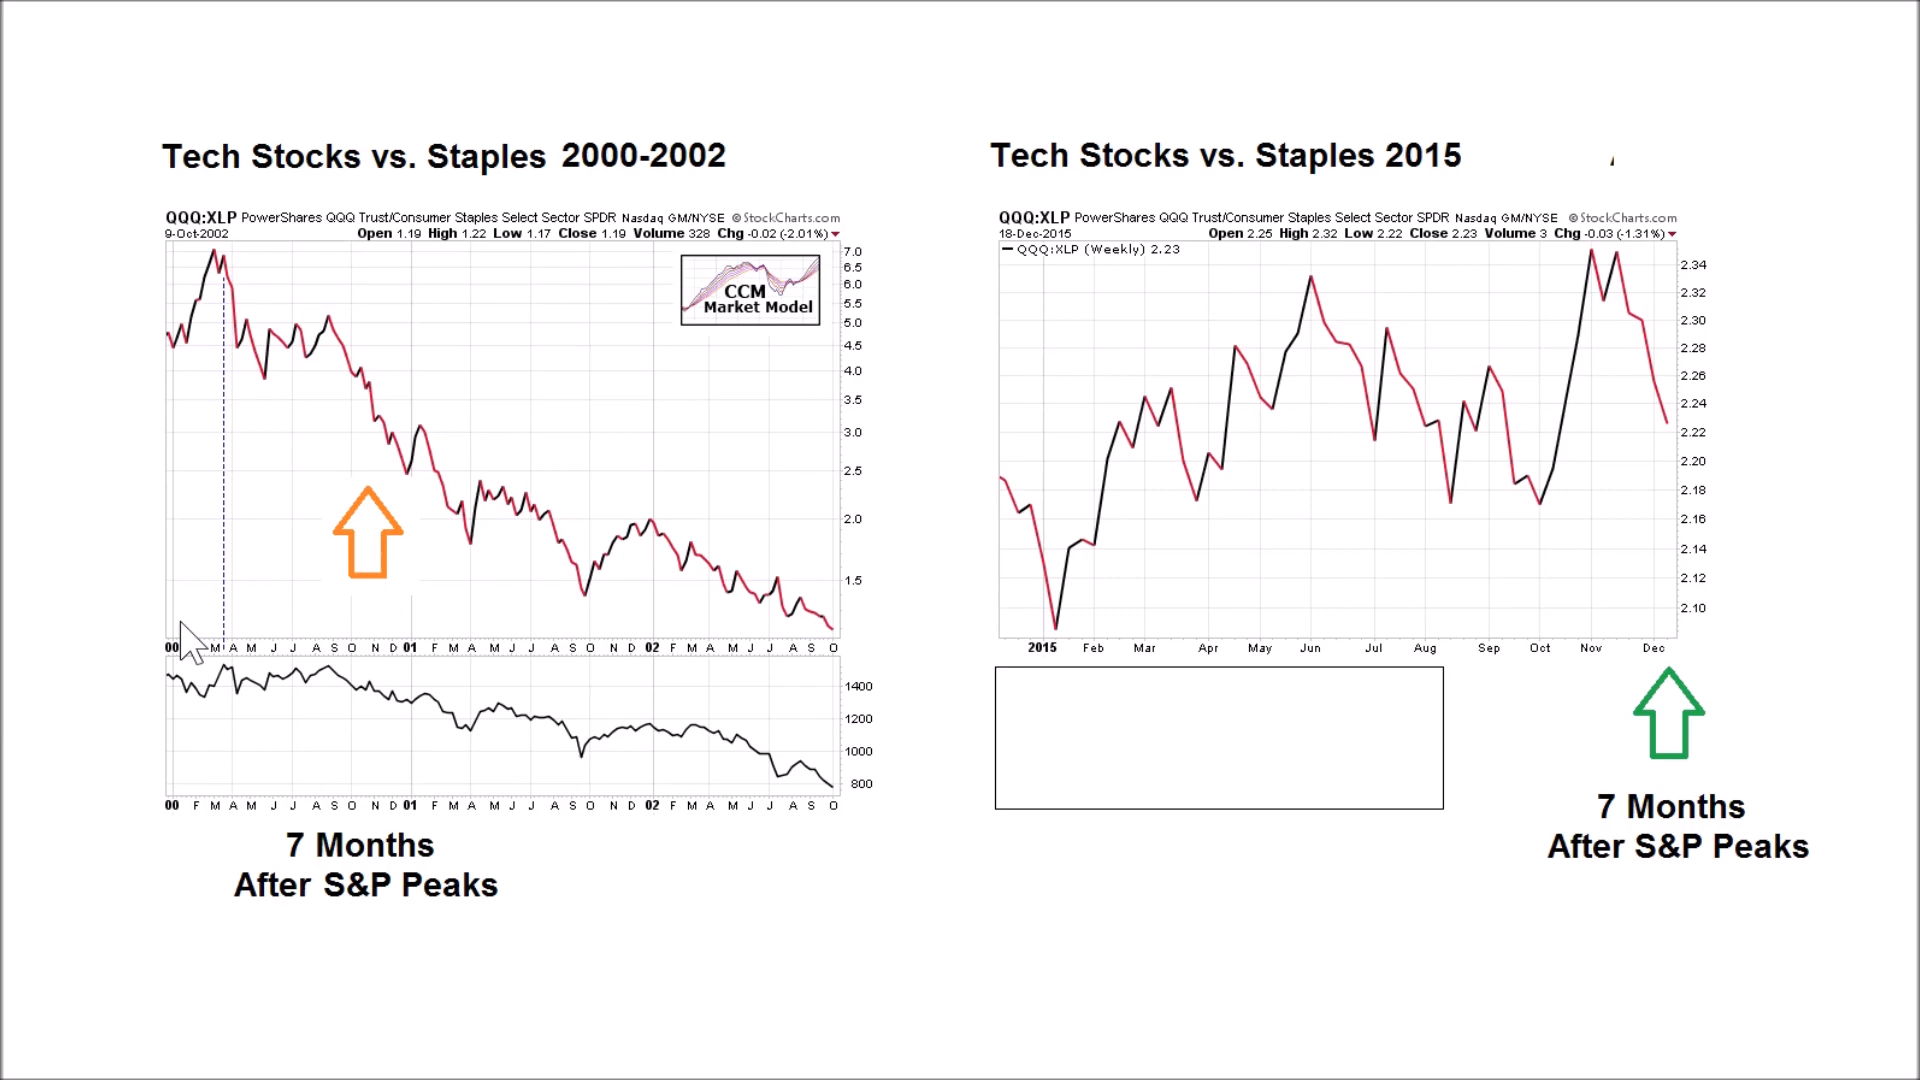 Tech Stocks vs. Staples 2000-2002
QQQ:XLP PowerShares QQQ Trust/Consumer Staples Select Sector SPDR Nasdaq GM/NYSE ©StockCharts.com
9-Oct-2002 Open 1.19 High 1.22 Low 1.17 Close 1.19 Volume 328 Chg -0.02 (-2.01%)
CCM
Market Model
7.0
6.5
6.0
5.5
5.0
4.5
4.0
3.5
3.0
2.5
2.0
1.5
00 M A M J J A S O N D 01 F M A M J J A S O N D 02 F M A M J J A S O
1400
1200
1000
800
00 F M A M J J A S O N D 01 F M A M J J A S O N D 02 F M A M J J A S O
7 Months
After S&P Peaks
Tech Stocks vs. Staples 2015
QQQ:XLP PowerShares QQQ Trust/Consumer Staples Select Sector SPDR Nasdaq GM/NYSE ©StockCharts.com
18-Dec-2015 Open 2.25 High 2.32 Low 2.22 Close 2.23 Volume 3 Chg -0.03 (-1.31%)
QQQ:XLP (Weekly) 2.23
2.34
2.32
2.30
2.28
2.26
2.24
2.22
2.20
2.18
2.16
2.14
2.12
2.10
2015 Feb Mar Apr May Jun Jul Aug Sep Oct Nov Dec
7 Months
After S&P Peaks